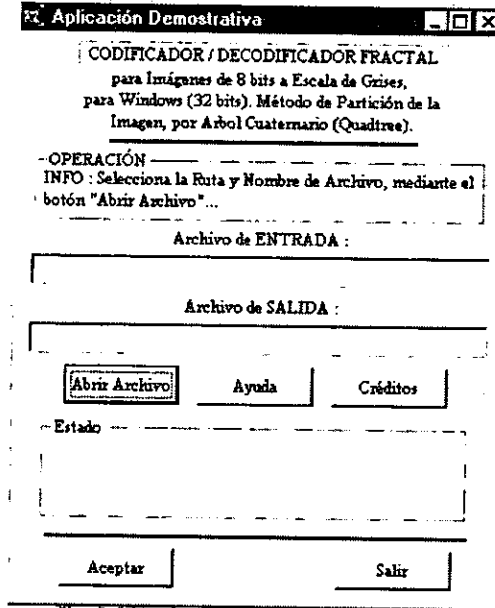 Aplicación Demostrativa
CODIFICADOR / DECODIFICADOR FRACTAL
para Imágenes de 8 bits a Escala de Grises,
para Windows (32 bits). Método de Partición de la
Imagen, por Arbol Cuaternario (Quadtree).
OPERACIÓN
INFO : Selecciona la Ruta y Nombre de Archivo, mediante el
botón "Abrir Archivo"...
Archivo de ENTRADA :
Archivo de SALIDA :
Abrir Archivo Ayuda Créditos
Estado
Aceptar Salir